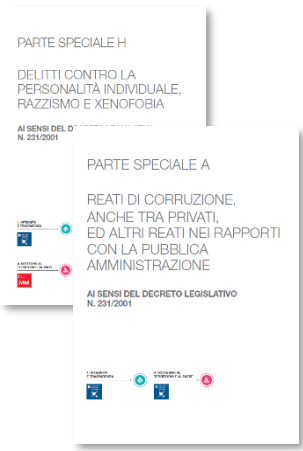 PARTE SPECIALE H
DELITTI CONTRO LA
PERSONALITÀ INDIVIDUALE,
RAZZISMO E XENOFOBIA
AI SENSI DEL
N. 231/2001
PARTE SPECIALE A
REATI DI CORRUZIONE,
ANCHE TRA PRIVATI,
ED ALTRI REATI NEI RAPPORTI
CON LA PUBBLICA
AMMINISTRAZIONE
AI SENSI DEL DECRETO LEGISLATIVO
N. 231/2001